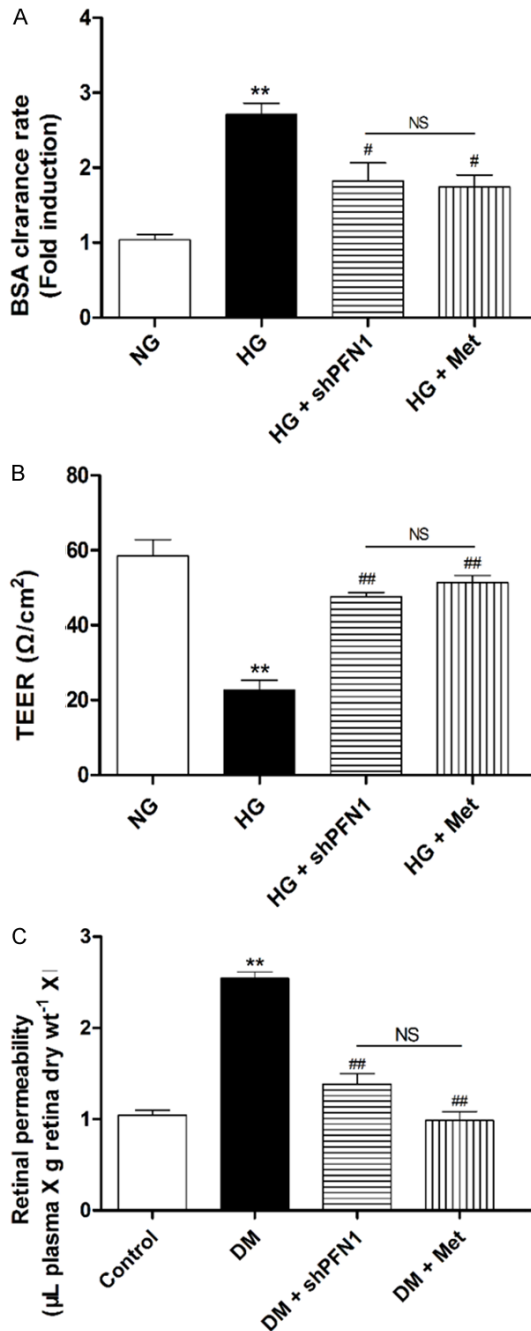 A
BSA clrarance rate
(Fold induction)
4
3
2
1
0
**
#
NS
#
NG
HG
HG + shPFN1
HG + Met
B
TEER (Ω/cm²)
80
60
40
20
0
**
##
NS
##
NG
HG
HG + shPFN1
HG + Met
C
Retinal permeability
(µL plasma X g retina dry wt⁻¹ X
3
2
1
0
**
##
NS
##
Control
DM
DM + shPFN1
DM + Met